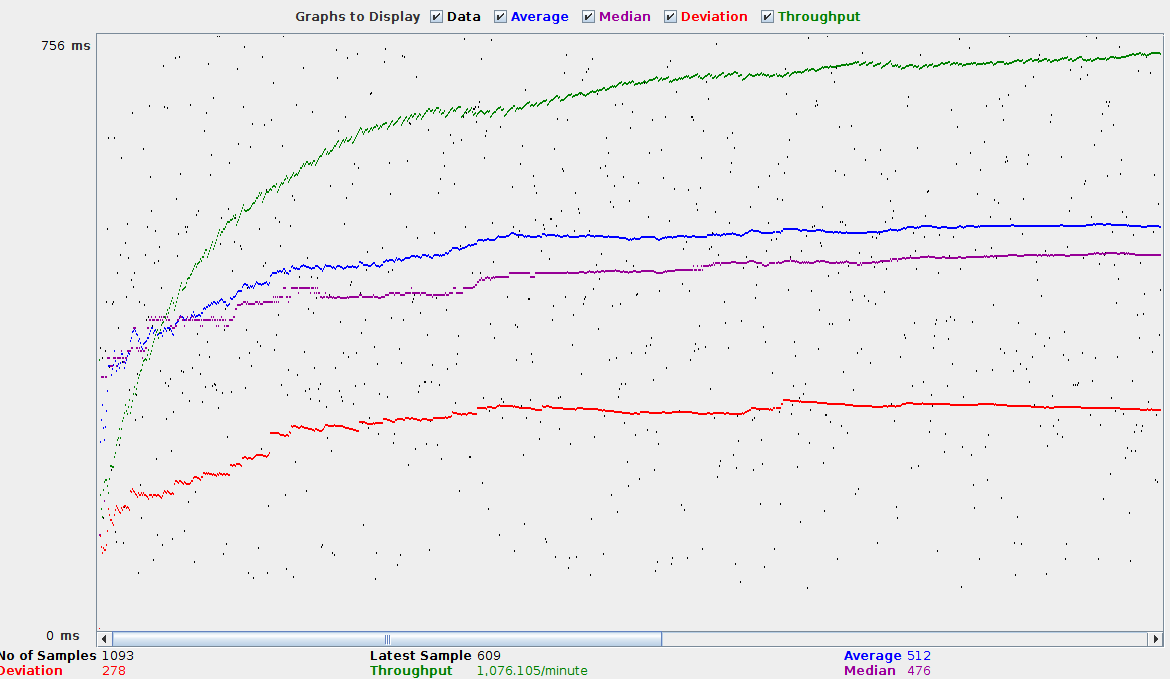 Graphs to Display Data Average Median Deviation Throughput
756 ms
0 ms
No of Samples 1093 Latest Sample 609 Average 512
Deviation 278 Throughput 1,076.105/minute Median 476